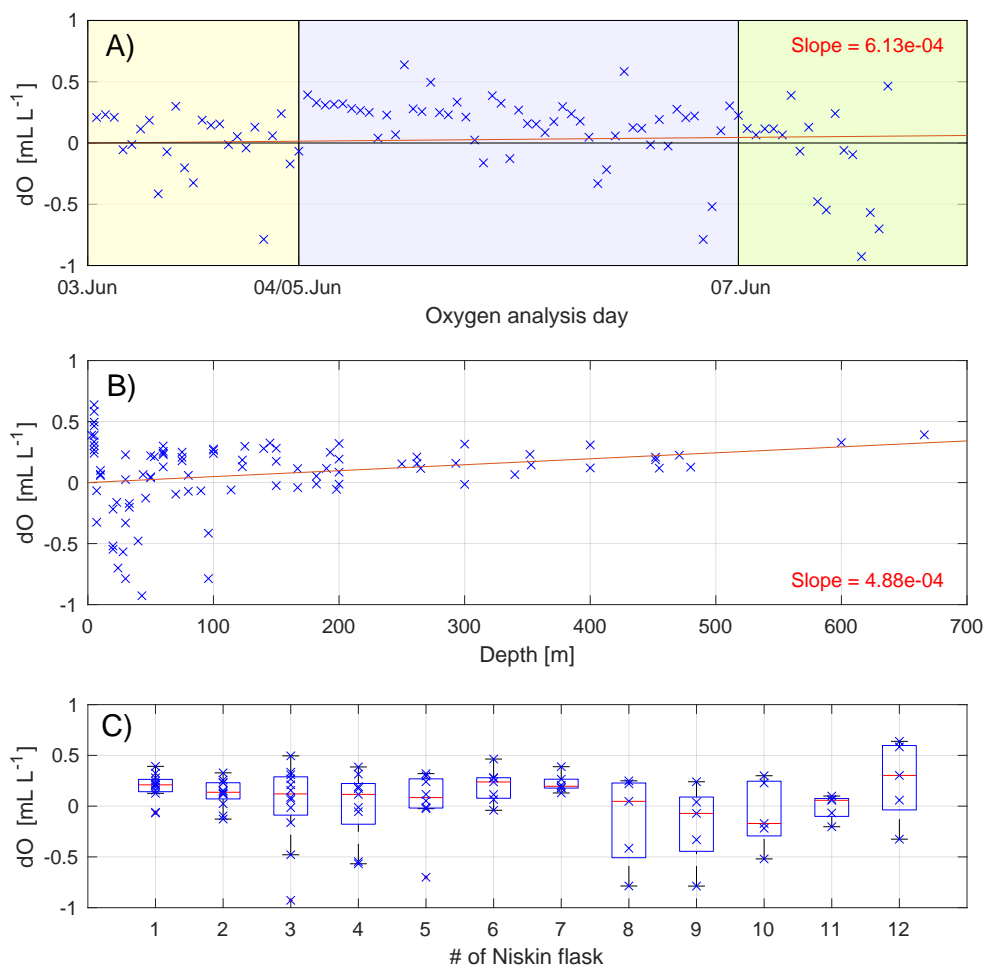 A)
Slope = 6.13e-04
1
0.5
0
-0.5
-1
dO [mL L⁻¹]
03.Jun 04/05.Jun 07.Jun
Oxygen analysis day
B)
1
0.5
0
-0.5
-1
dO [mL L⁻¹]
Slope = 4.88e-04
0 100 200 300 400 500 600 700
Depth [m]
C)
1
0.5
0
-0.5
-1
dO [mL L⁻¹]
1 2 3 4 5 6 7 8 9 10 11 12
# of Niskin flask